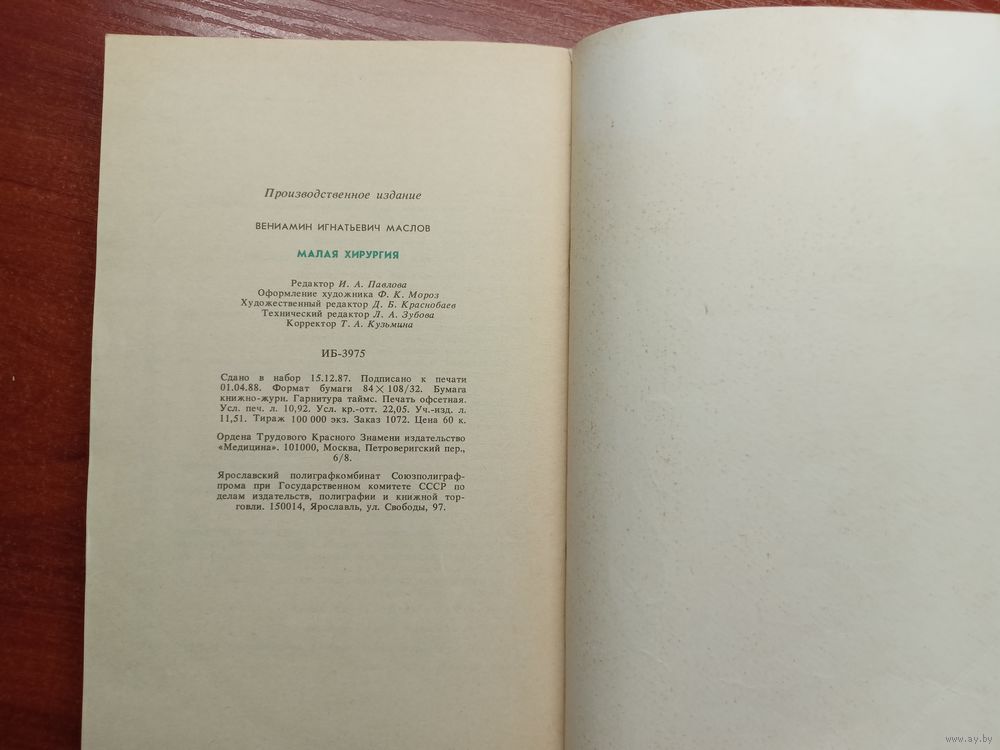 Производственное издание
ВЕНИАМИН ИГНАТЬЕВИЧ МАСЛОВ
МАЛАЯ ХИРУРГИЯ
Редактор И. А. Павлова
Оформление художника Ф. К. Мороз
Художественный редактор Д. Б. Краснобаев
Технический редактор Л. А. Зубова
Корректор Т. А. Кузьмина
ИБ-3975
Сдано в набор 15.12.87. Подписано к печати
01.04.88. Формат бумаги 84×108/32. Бумага
книжно-журн. Гарнитура таймс. Печать офсетная.
Усл. печ. л. 10,92. Усл. кр.-отт. 22,05. Уч.-изд. л.
11,51. Тираж 100 000 экз. Заказ 1072. Цена 60 к.
Ордена Трудового Красного Знамени издательство
«Медицина». 101000, Москва, Петроверигский пер.,
6/8.
Ярославский полиграфкомбинат Союзполиграф-
прома при Государственном комитете СССР по
делам издательств, полиграфии и книжной тор-
говли. 150014, Ярославль, ул. Свободы, 97.
www.ay.by